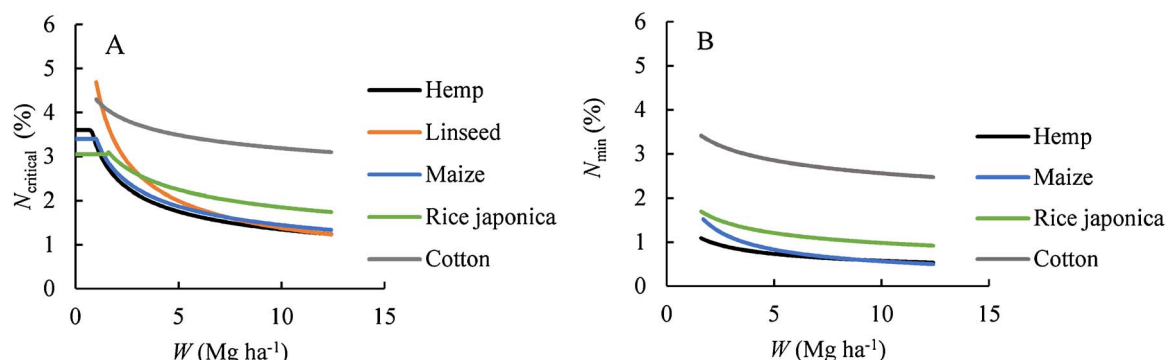 6
5
4
3
2
1
0
N_critical (%)
A
0 5 10 15
W (Mg ha⁻¹)
Hemp
Linseed
Maize
Rice japonica
Cotton
6
5
4
3
2
1
0
N_min (%)
B
0 5 10 15
W (Mg ha⁻¹)
Hemp
Maize
Rice japonica
Cotton